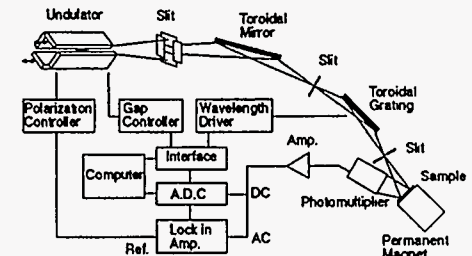 Undulator
Slit
Toroidal
Mirror
Slit
Toroidal
Grating
Polarization
Controller
Gap
Controller
Wavelength
Driver
Amp.
Slit
Interface
Sample
Computer
A.D.C
DC
Photomultiplier
Lock in
Amp.
AC
Ref.
Permanent
Magnet